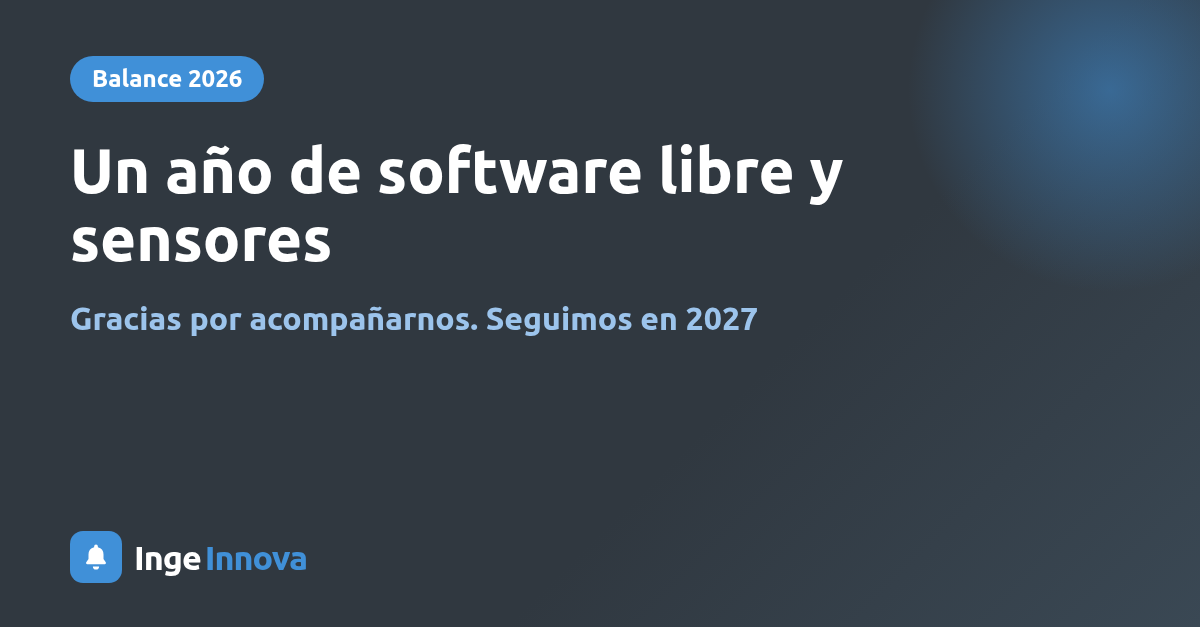 Balance 2026
Un año de software libre y
sensores
Gracias por acompañarnos. Seguimos en 2027
IngeInnova